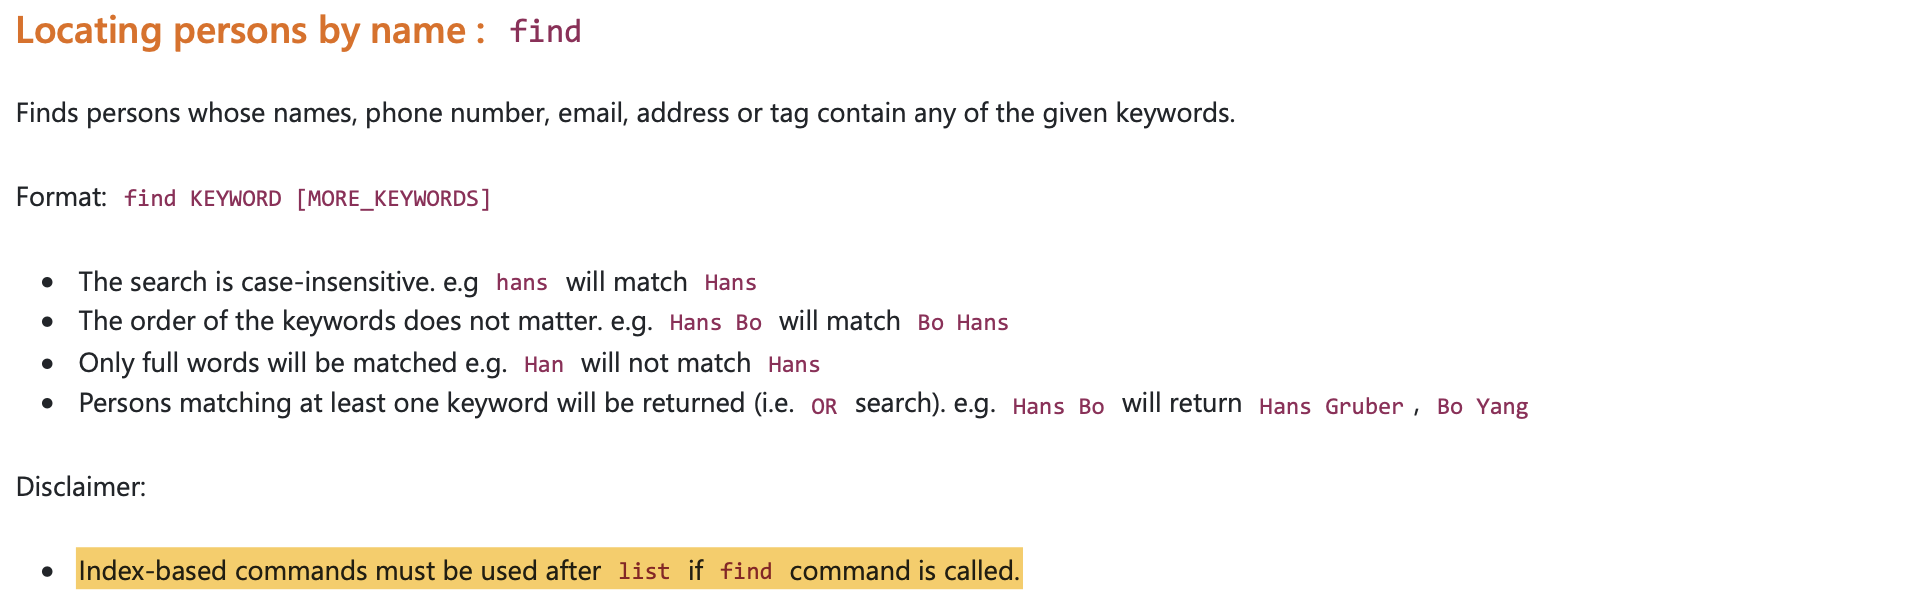 Locating persons by name : find
Finds persons whose names, phone number, email, address or tag contain any of the given keywords.
Format: find KEYWORD [MORE_KEYWORDS]
• The search is case-insensitive. e.g hans will match Hans
• The order of the keywords does not matter. e.g. Hans Bo will match Bo Hans
• Only full words will be matched e.g. Han will not match Hans
• Persons matching at least one keyword will be returned (i.e. OR search). e.g. Hans Bo will return Hans Gruber , Bo Yang
Disclaimer:
• Index-based commands must be used after list if find command is called.